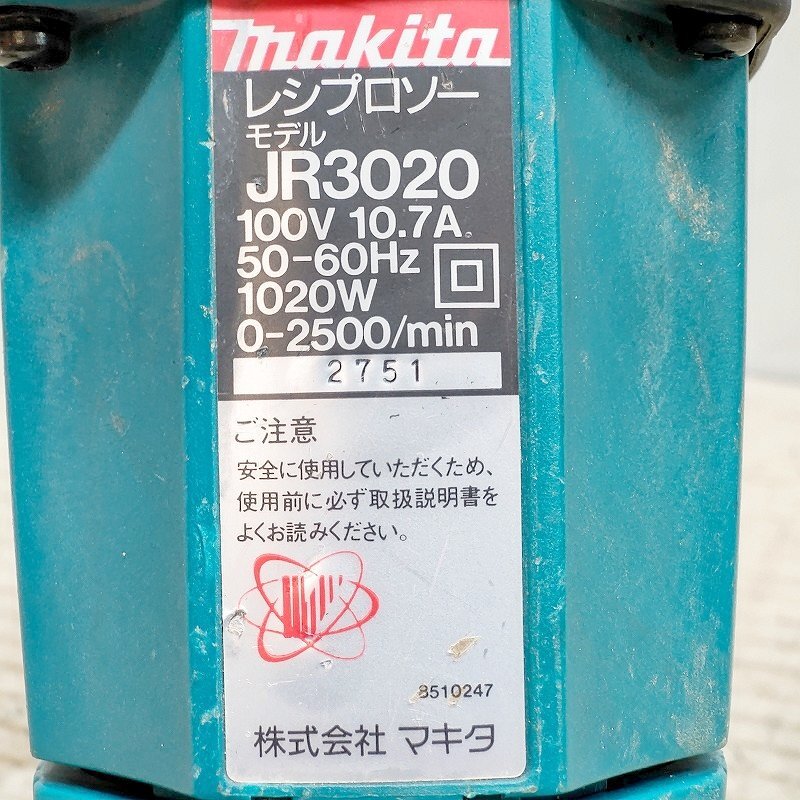 makita
レシプロソー
モデル
JR3020
100V 10.7A
50-60Hz
1020W
0-2500/min
2751
ご注意
安全に使用していただくため、
使用前に必ず取扱説明書を
よくお読みください。
8510247
株式会社 マキタ